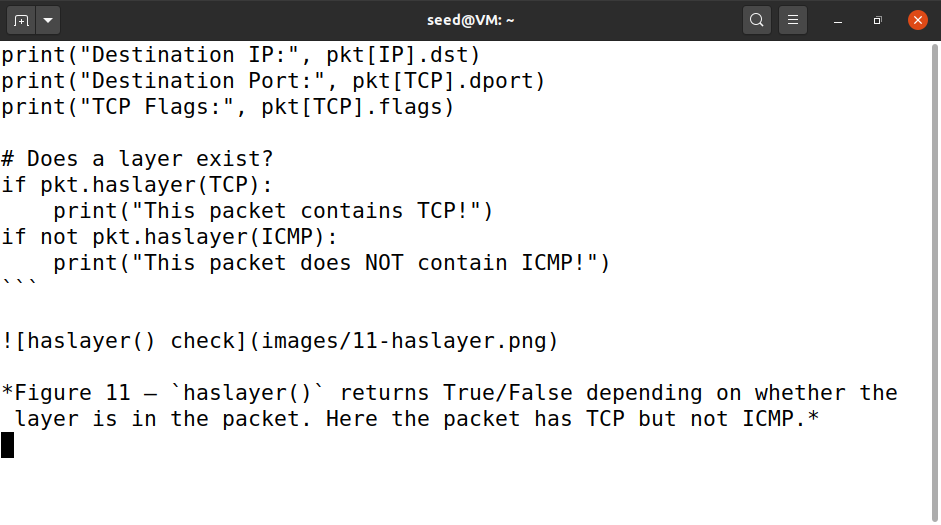 seed@VM: ~
print("Destination IP:", pkt[IP].dst)
print("Destination Port:", pkt[TCP].dport)
print("TCP Flags:", pkt[TCP].flags)
# Does a layer exist?
if pkt.haslayer(TCP):
    print("This packet contains TCP!")
if not pkt.haslayer(ICMP):
    print("This packet does NOT contain ICMP!")
```
![haslayer() check](images/11-haslayer.png)
*Figure 11 — `haslayer()` returns True/False depending on whether the
 layer is in the packet. Here the packet has TCP but not ICMP.*